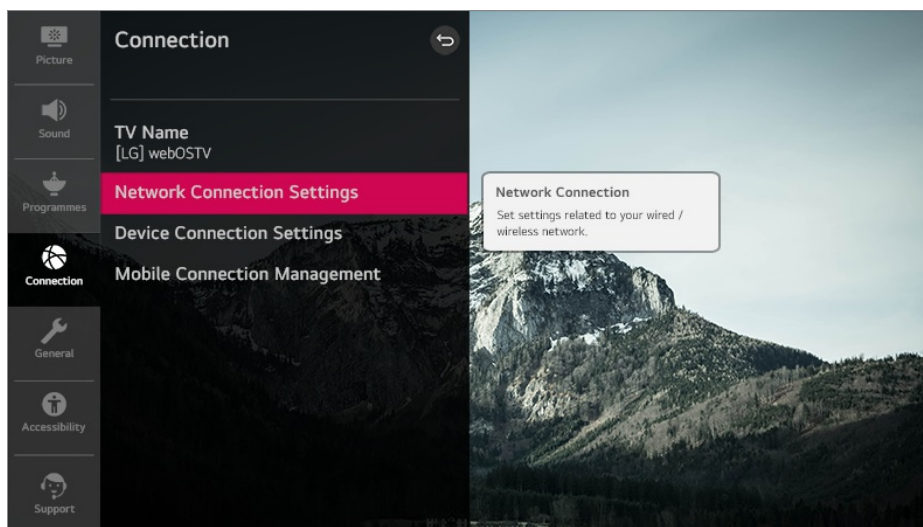 Picture
Sound
Programmes
Connection
General
Accessibility
Support
Connection
TV Name
[LG] webOSTV
Network Connection Settings
Device Connection Settings
Mobile Connection Management
Network Connection
Set settings related to your wired /
wireless network.